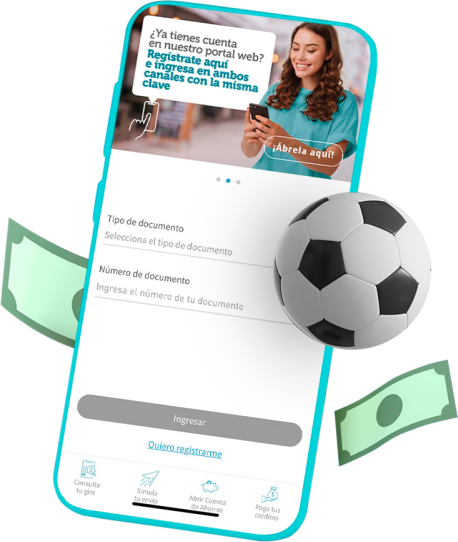 ¿Ya tienes cuenta
en nuestro portal web?
Regístrate aquí
e ingresa en ambos
canales con la misma
clave
¡Ábrela aquí!
Tipo de documento
Selecciona el tipo de documento
Número de documento
Ingresa el número de tu documento
Ingresar
Quiero registrarme
Consulta
tu giro
Simula
tu envío
Abrir Cuenta
de Ahorros
Paga tus
créditos